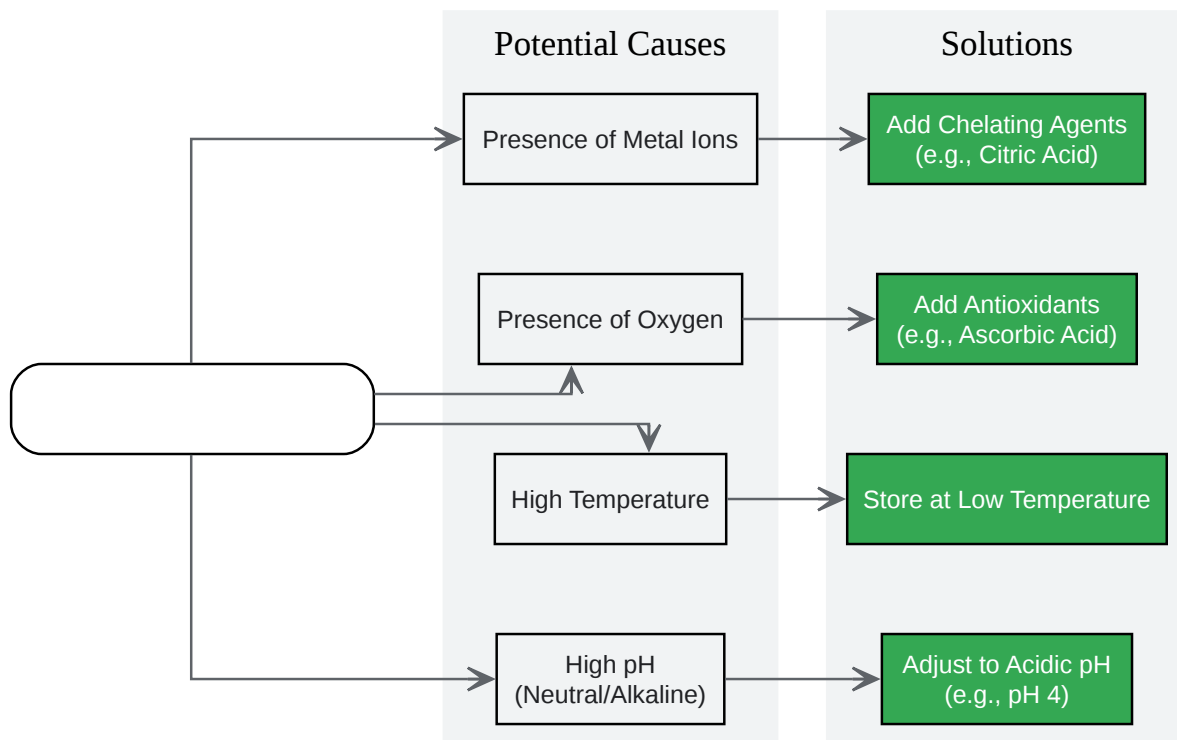 Potential Causes
Solutions
Presence of Metal Ions
Add Chelating Agents
(e.g., Citric Acid)
Presence of Oxygen
Add Antioxidants
(e.g., Ascorbic Acid)
High Temperature
Store at Low Temperature
High pH
(Neutral/Alkaline)
Adjust to Acidic pH
(e.g., pH 4)